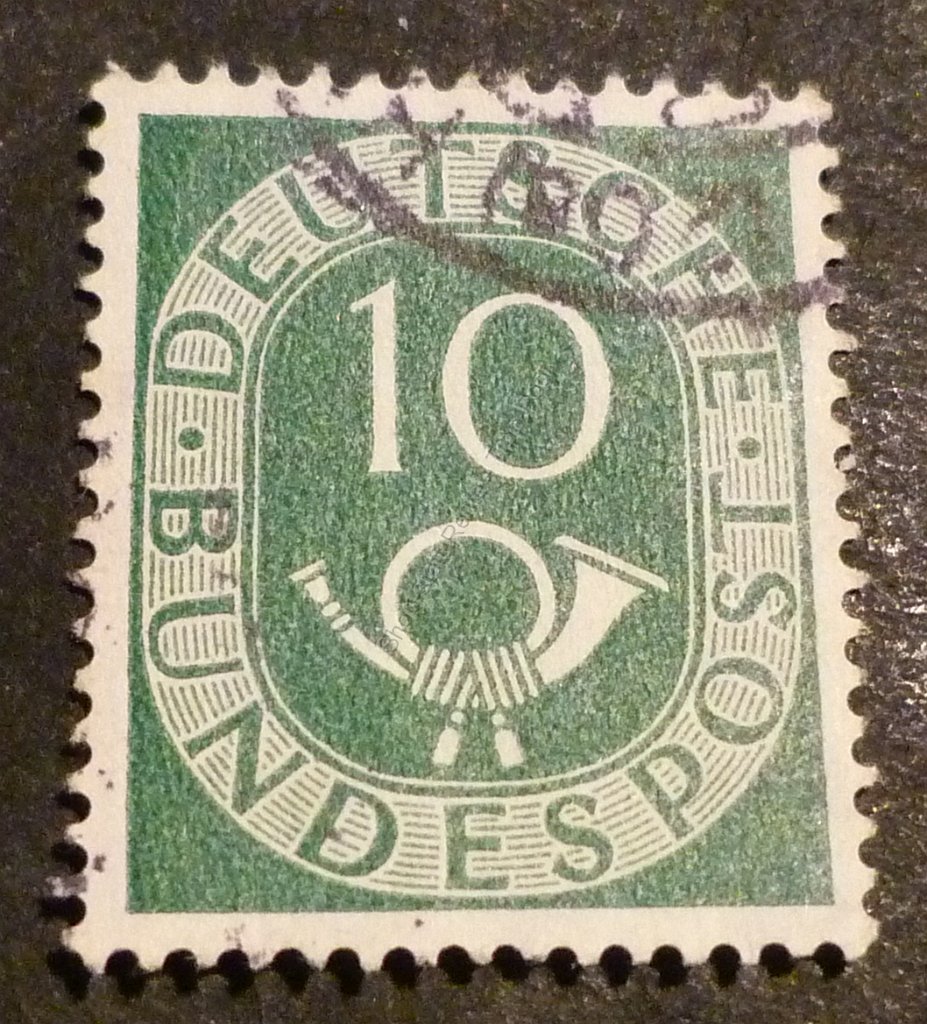 DEUTSCHE · BUNDESPOST ·
10